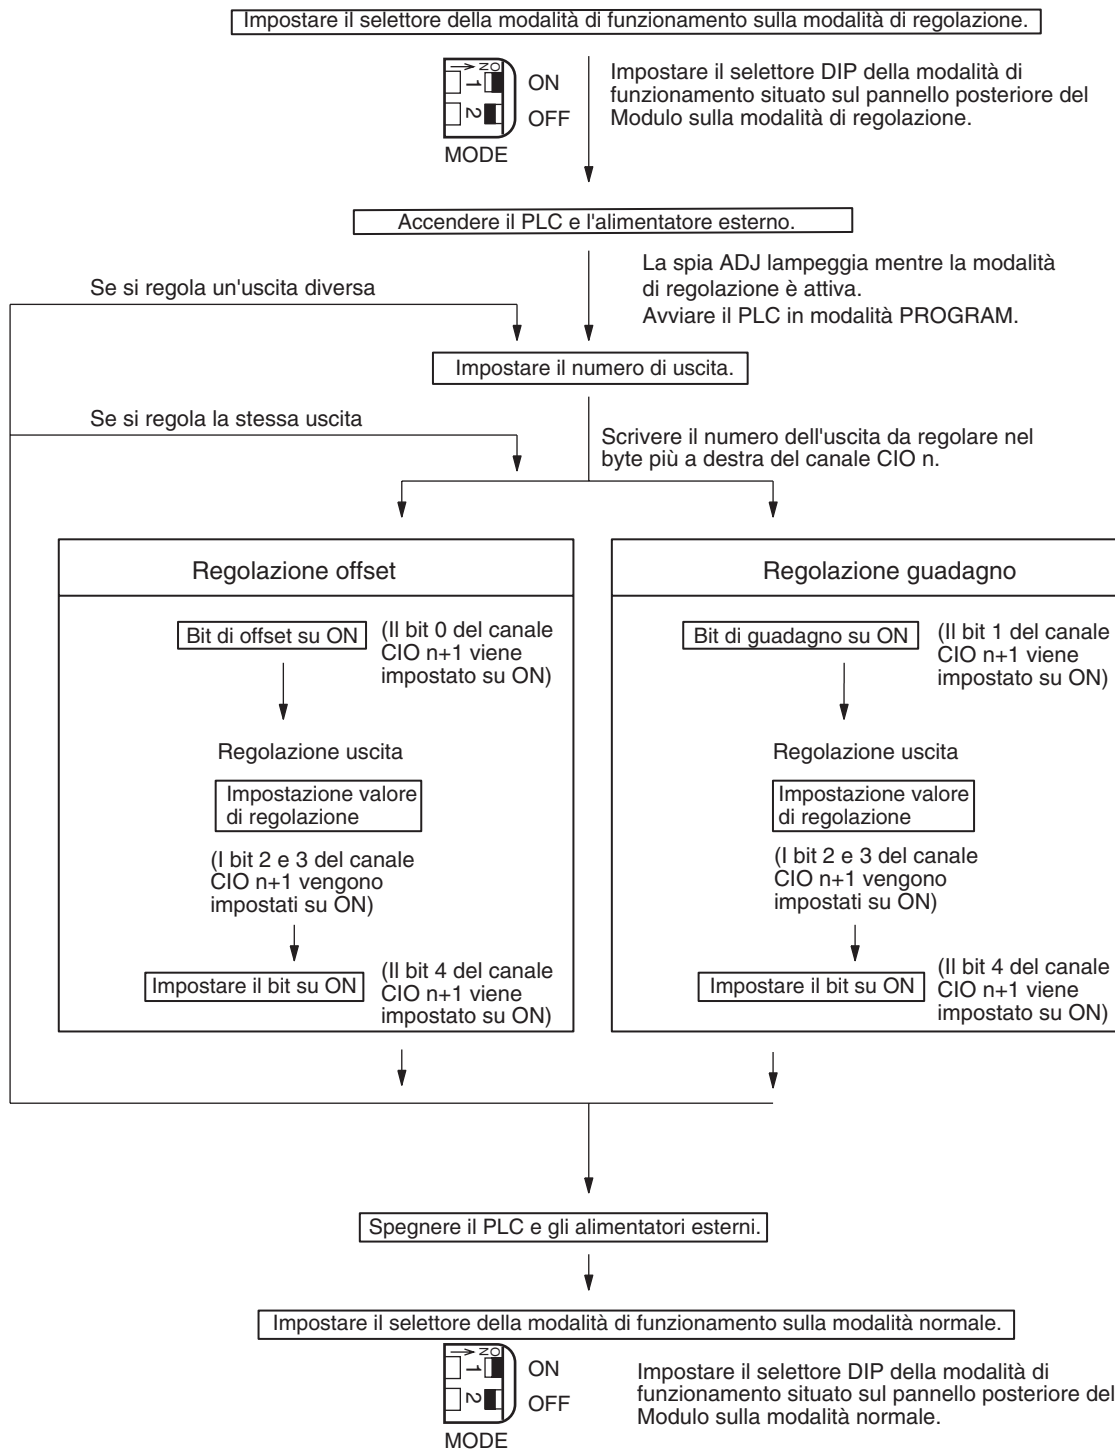 Impostare il selettore della modalità di funzionamento sulla modalità di regolazione.
ON
1
2
ON
OFF
MODE
Impostare il selettore DIP della modalità di
funzionamento situato sul pannello posteriore del
Modulo sulla modalità di regolazione.
Accendere il PLC e l'alimentatore esterno.
La spia ADJ lampeggia mentre la modalità
di regolazione è attiva.
Avviare il PLC in modalità PROGRAM.
Se si regola un'uscita diversa
Impostare il numero di uscita.
Se si regola la stessa uscita
Scrivere il numero dell'uscita da regolare nel
byte più a destra del canale CIO n.
Regolazione offset
Bit di offset su ON
(Il bit 0 del canale
CIO n+1 viene
impostato su ON)
Regolazione uscita
Impostazione valore
di regolazione
(I bit 2 e 3 del canale
CIO n+1 vengono
impostati su ON)
Impostare il bit su ON
(Il bit 4 del canale
CIO n+1 viene
impostato su ON)
Regolazione guadagno
Bit di guadagno su ON
(Il bit 1 del canale
CIO n+1 viene
impostato su ON)
Regolazione uscita
Impostazione valore
di regolazione
(I bit 2 e 3 del canale
CIO n+1 vengono
impostati su ON)
Impostare il bit su ON
(Il bit 4 del canale
CIO n+1 viene
impostato su ON)
Spegnere il PLC e gli alimentatori esterni.
Impostare il selettore della modalità di funzionamento sulla modalità normale.
ON
1
2
ON
OFF
MODE
Impostare il selettore DIP della modalità di
funzionamento situato sul pannello posteriore del
Modulo sulla modalità normale.